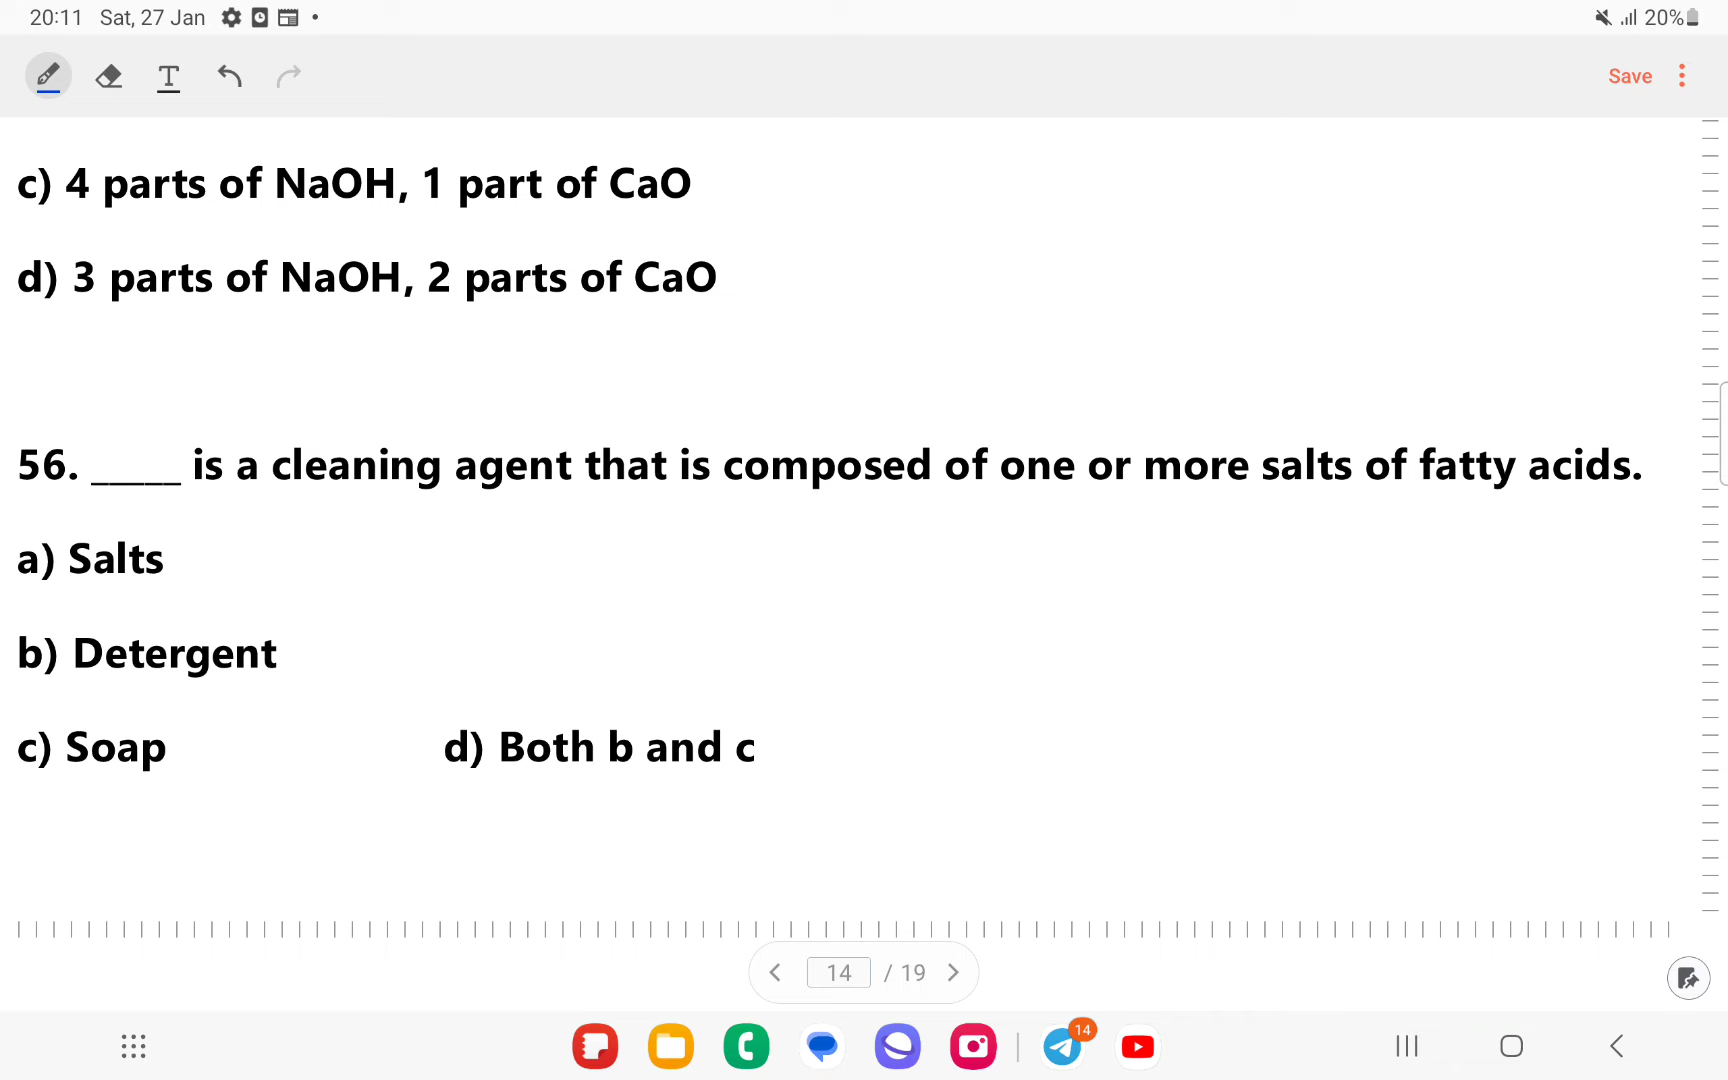 20:11 Sat, 27 Jan
20%
Save
c) 4 parts of NaOH, 1 part of CaO
d) 3 parts of NaOH, 2 parts of CaO
56. _____ is a cleaning agent that is composed of one or more salts of fatty acids.
a) Salts
b) Detergent
c) Soap d) Both b and c
14 / 19
14